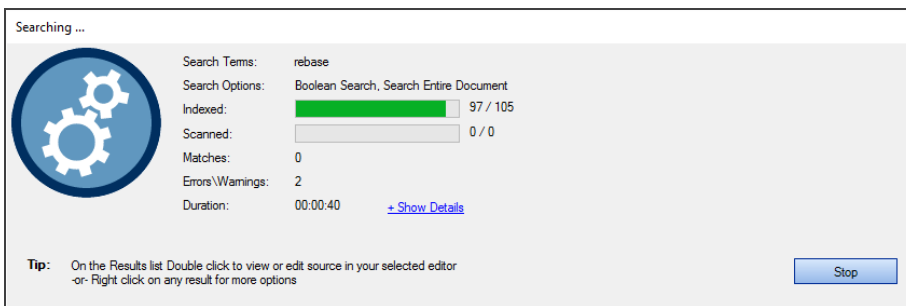 Searching ...
Search Terms: rebase
Search Options: Boolean Search, Search Entire Document
Indexed: 97 / 105
Scanned: 0 / 0
Matches: 0
Errors\Warnings: 2
Duration: 00:00:40 + Show Details
Tip: On the Results list Double click to view or edit source in your selected editor
-or- Right click on any result for more options
Stop